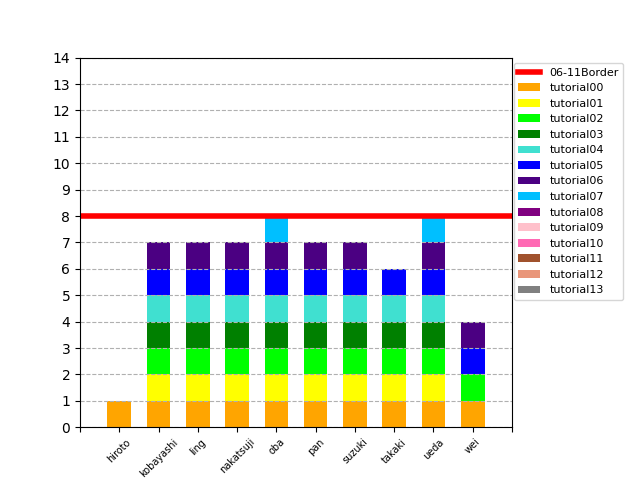 14
13
12
11
10
9
8
7
6
5
4
3
2
1
0
hiroto
kobayashi
ling
nakatsuji
oba
pan
suzuki
takaki
ueda
wei
06-11Border
tutorial00
tutorial01
tutorial02
tutorial03
tutorial04
tutorial05
tutorial06
tutorial07
tutorial08
tutorial09
tutorial10
tutorial11
tutorial12
tutorial13